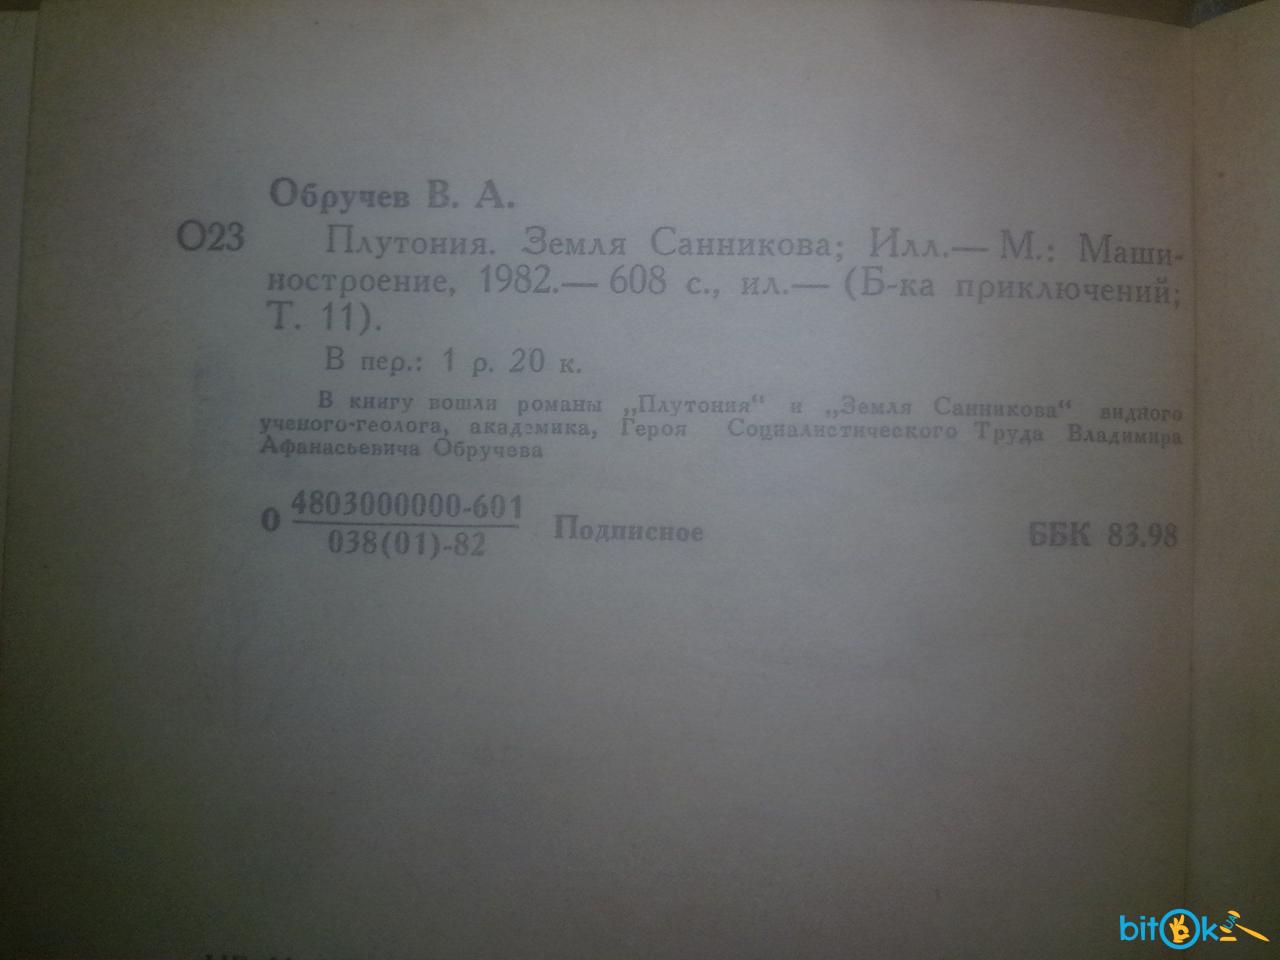 Обручев В. А.
О23 Плутония. Земля Санникова; Илл.— М.: Маши-
ностроение, 1982.— 608 с., ил.— (Б-ка приключений;
Т. 11).
В пер.: 1 р. 20 к.
В книгу вошли романы „Плутония“ и „Земля Санникова“ видного
ученого-геолога, академика, Героя Социалистического Труда Владимира
Афанасьевича Обручева
О 4803000000-601 Подписное ББК 83.98
038(01)-82
bitOk UA